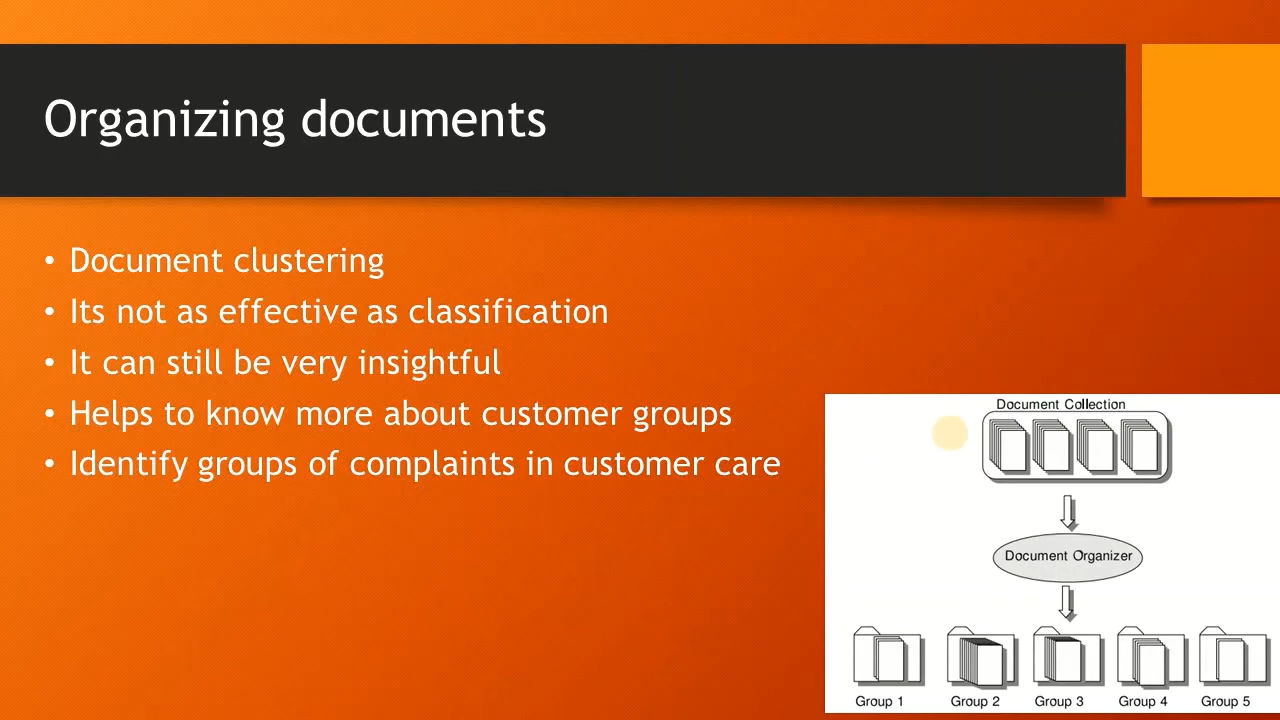 Organizing documents
• Document clustering
• Its not as effective as classification
• It can still be very insightful
• Helps to know more about customer groups
• Identify groups of complaints in customer care
Document Collection
Document Organizer
Group 1 Group 2 Group 3 Group 4 Group 5